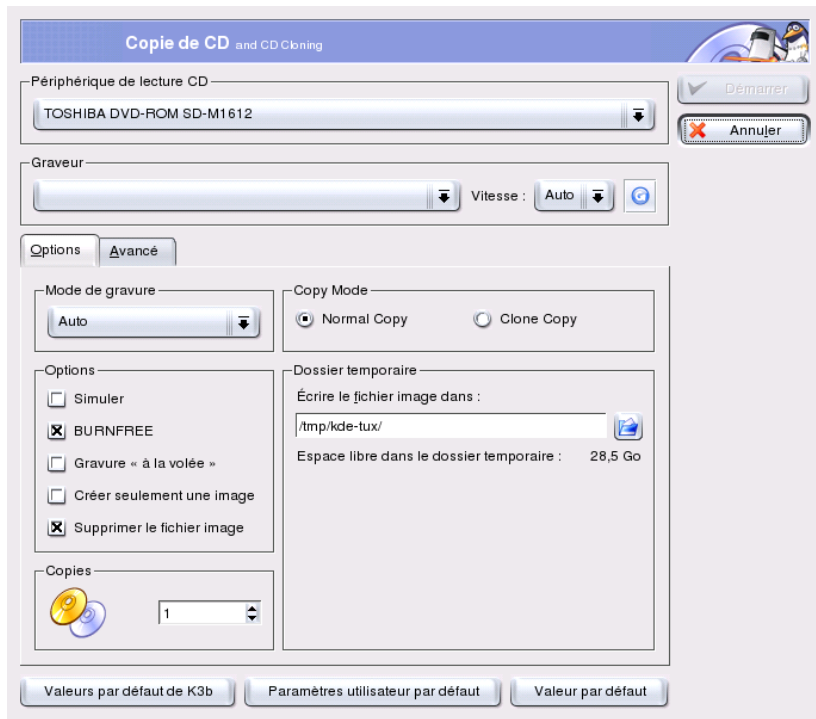 Copie de CD and CD Cloning
Périphérique de lecture CD
TOSHIBA DVD-ROM SD-M1612
Démarrer
Annuler
Graveur
Vitesse : Auto
Options Avancé
Mode de gravure
Auto
Copy Mode
Normal Copy Clone Copy
Options
Simuler
BURNFREE
Gravure « à la volée »
Créer seulement une image
Supprimer le fichier image
Dossier temporaire
Écrire le fichier image dans :
/tmp/kde-tux/
Espace libre dans le dossier temporaire : 28,5 Go
Copies
1
Valeurs par défaut de K3b Paramètres utilisateur par défaut Valeur par défaut